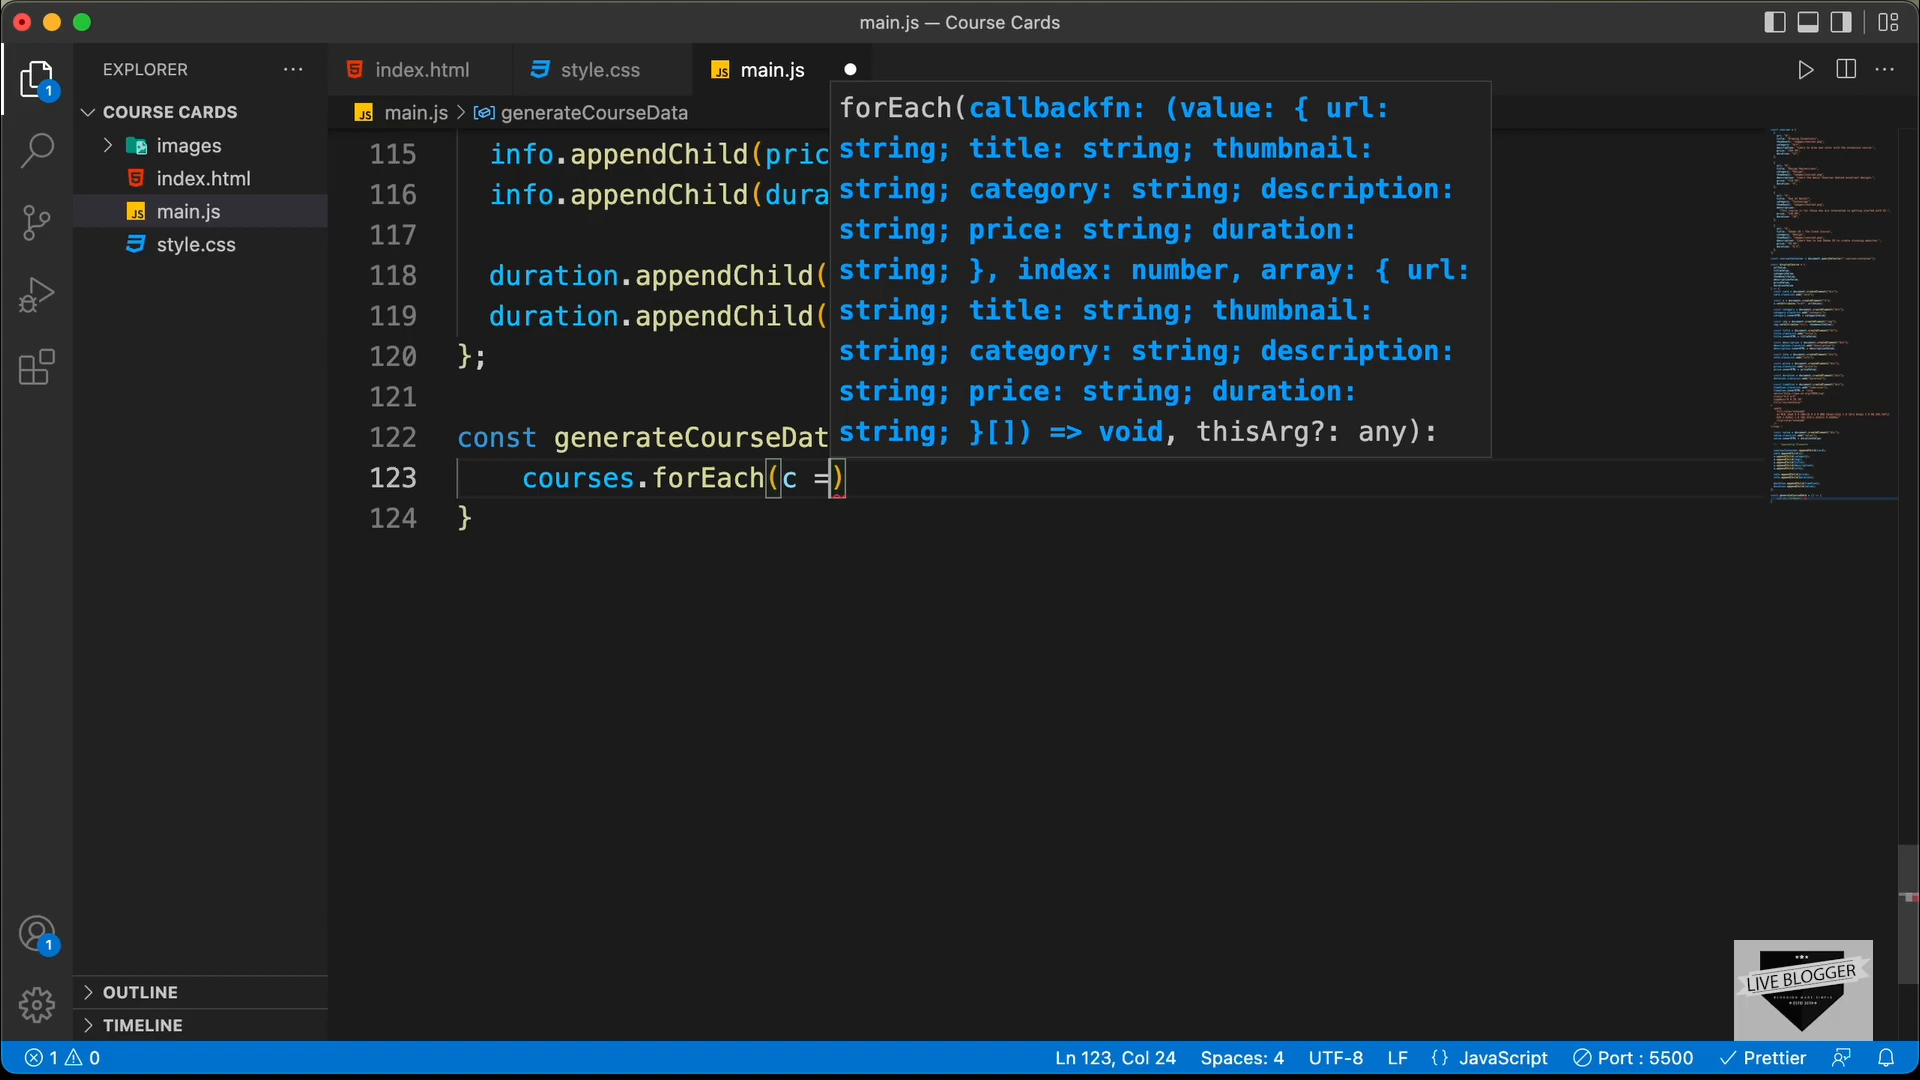 main.js — Course Cards
EXPLORER
index.html
style.css
main.js
1
COURSE CARDS
images
index.html
main.js
style.css
main.js > generateCourseData
115 info.appendChild(pric
116 info.appendChild(dura
117
118 duration.appendChild(
119 duration.appendChild(
120 };
121
122 const generateCourseDat
123 courses.forEach(c =)
124 }
forEach(callbackfn: (value: { url:
string; title: string; thumbnail:
string; category: string; description:
string; price: string; duration:
string; }, index: number, array: { url:
string; title: string; thumbnail:
string; category: string; description:
string; price: string; duration:
string; }[]) => void, thisArg?: any):
1
OUTLINE
TIMELINE
LIVE BLOGGER
1 0
Ln 123, Col 24
Spaces: 4
UTF-8
LF
{} JavaScript
Port : 5500
Prettier